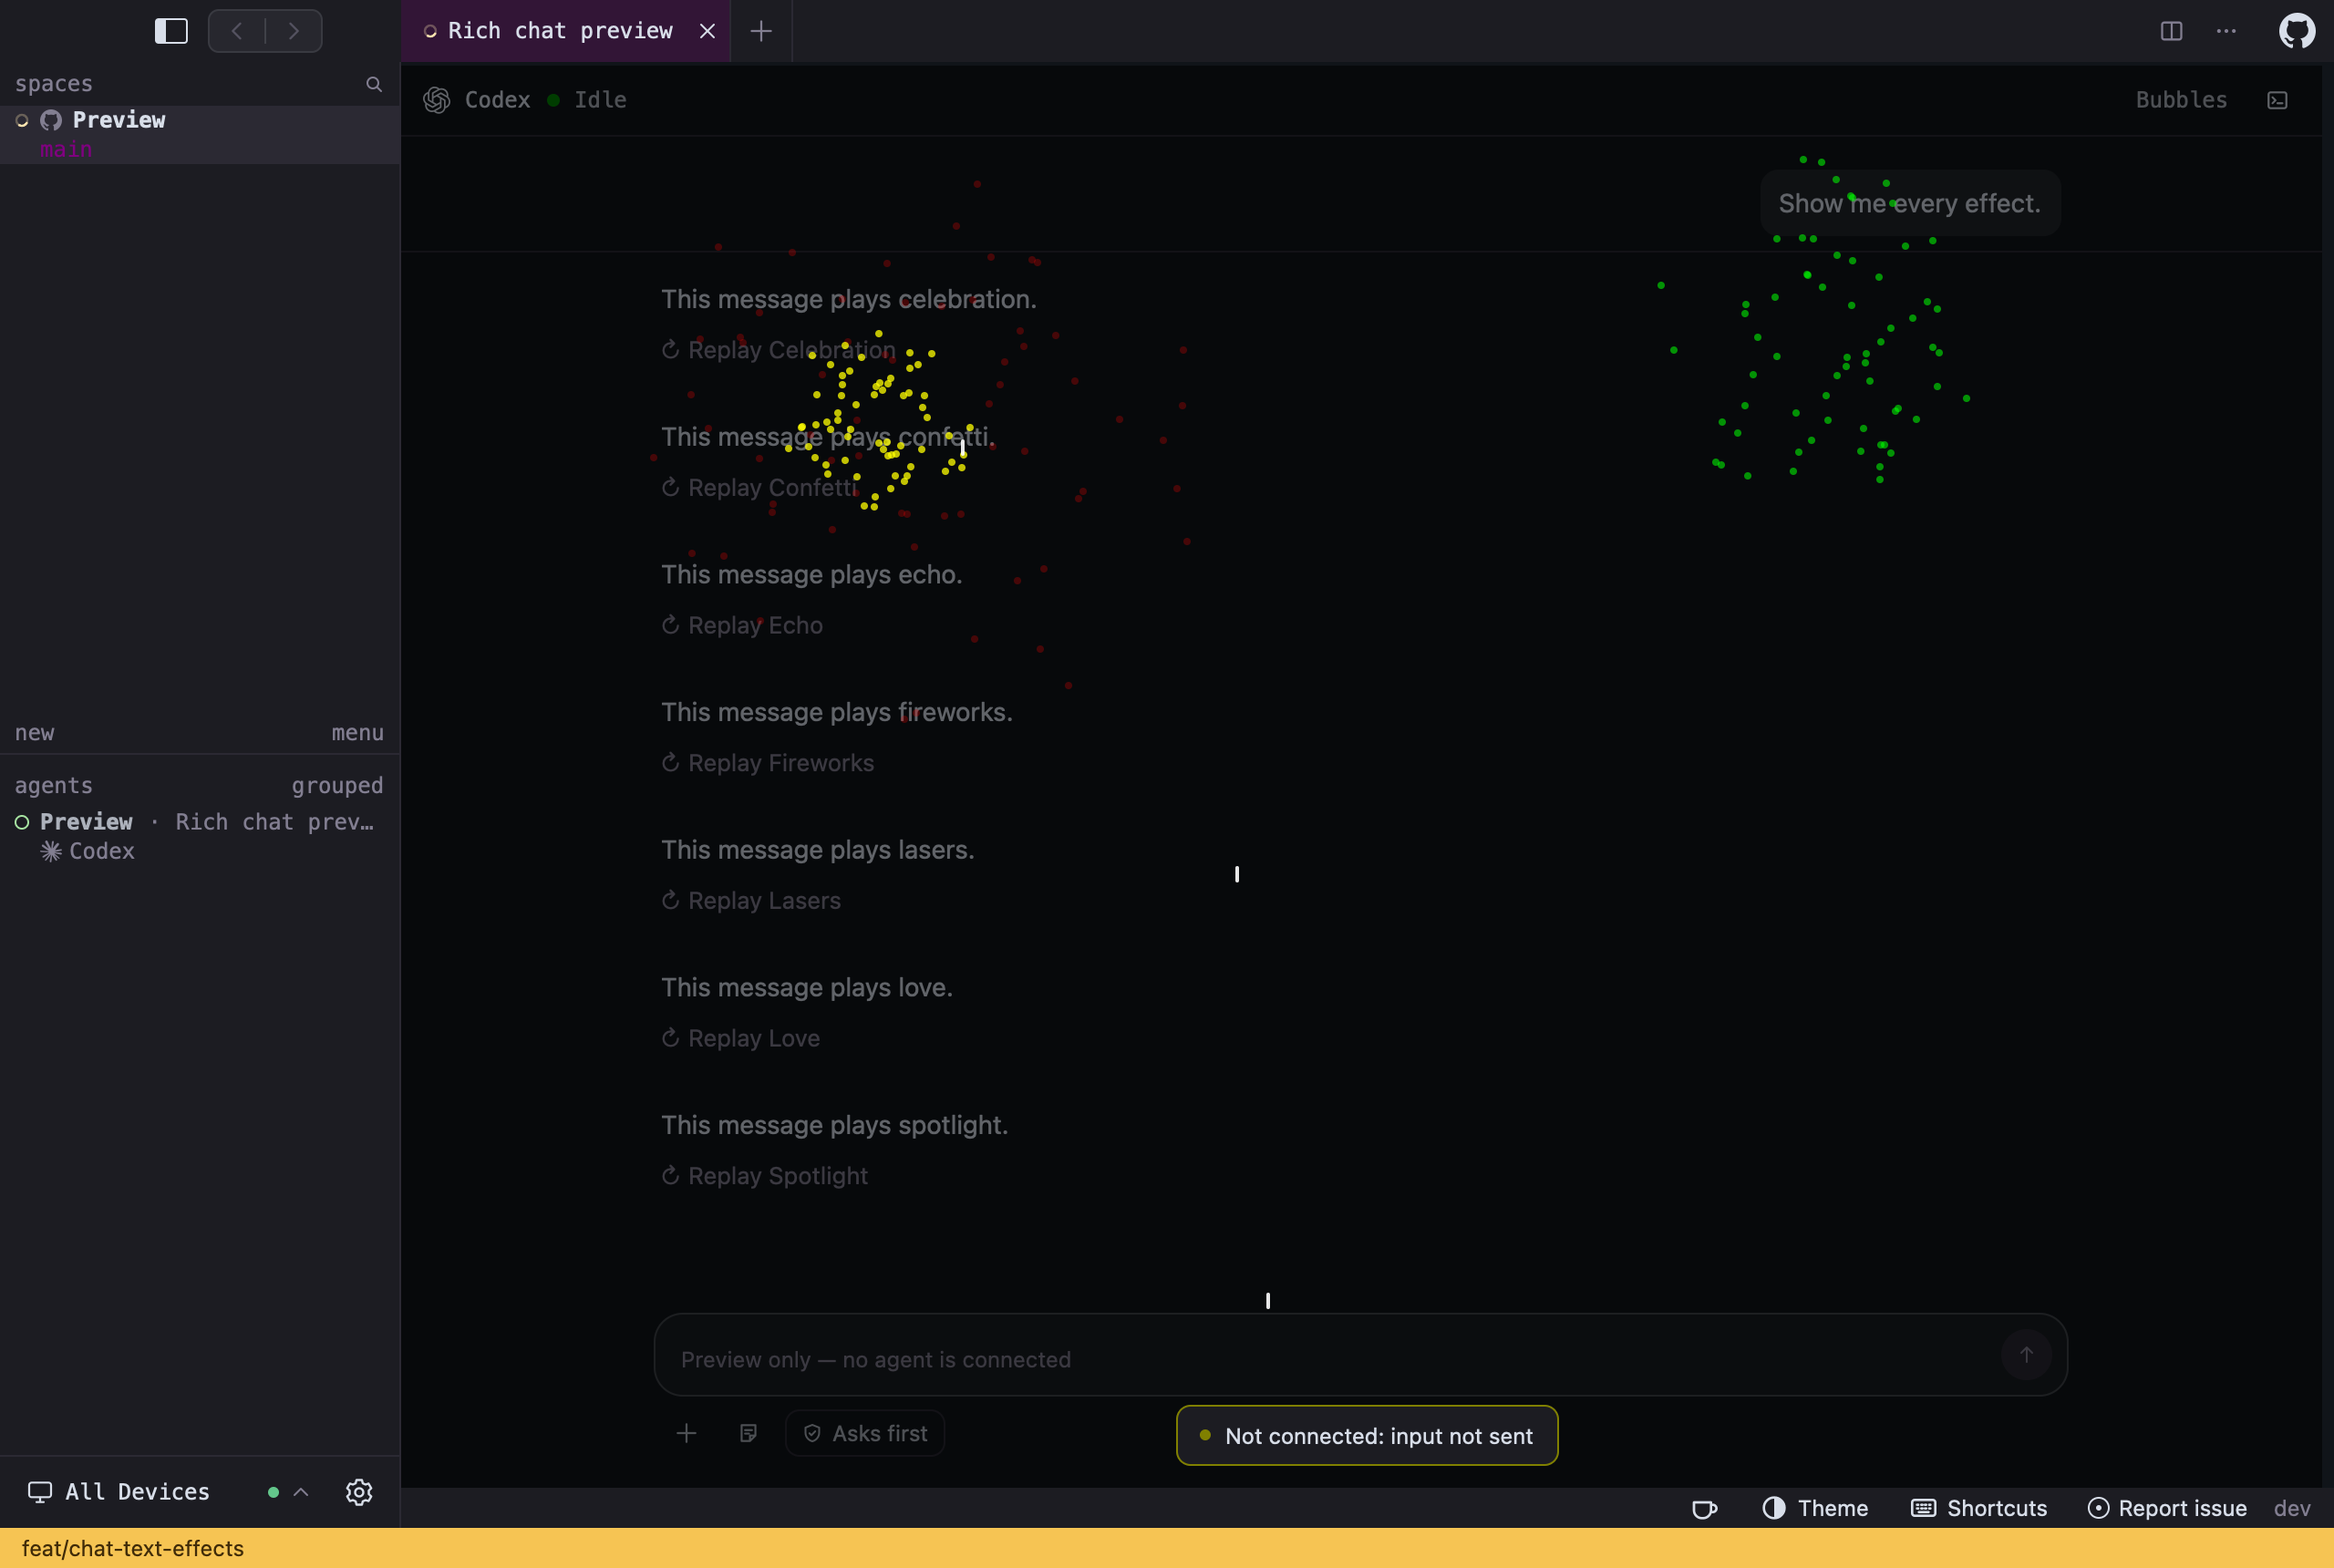 Rich chat preview
spaces
Preview
main
Codex Idle Bubbles
Show me every effect.
This message plays celebration.
Replay Celebration
This message plays confetti.
Replay Confetti
This message plays echo.
Replay Echo
This message plays fireworks.
Replay Fireworks
This message plays lasers.
Replay Lasers
This message plays love.
Replay Love
This message plays spotlight.
Replay Spotlight
new menu
agents grouped
Preview · Rich chat prev…
Codex
Preview only — no agent is connected
Asks first
Not connected: input not sent
All Devices
Theme Shortcuts Report issue dev
feat/chat-text-effects